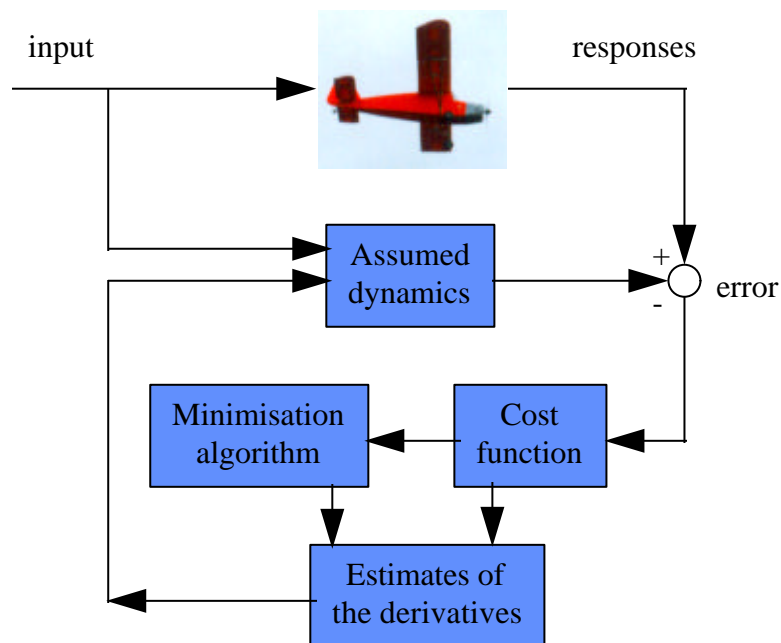 input
responses
Assumed
dynamics
+
-
error
Minimisation
algorithm
Cost
function
Estimates of
the derivatives